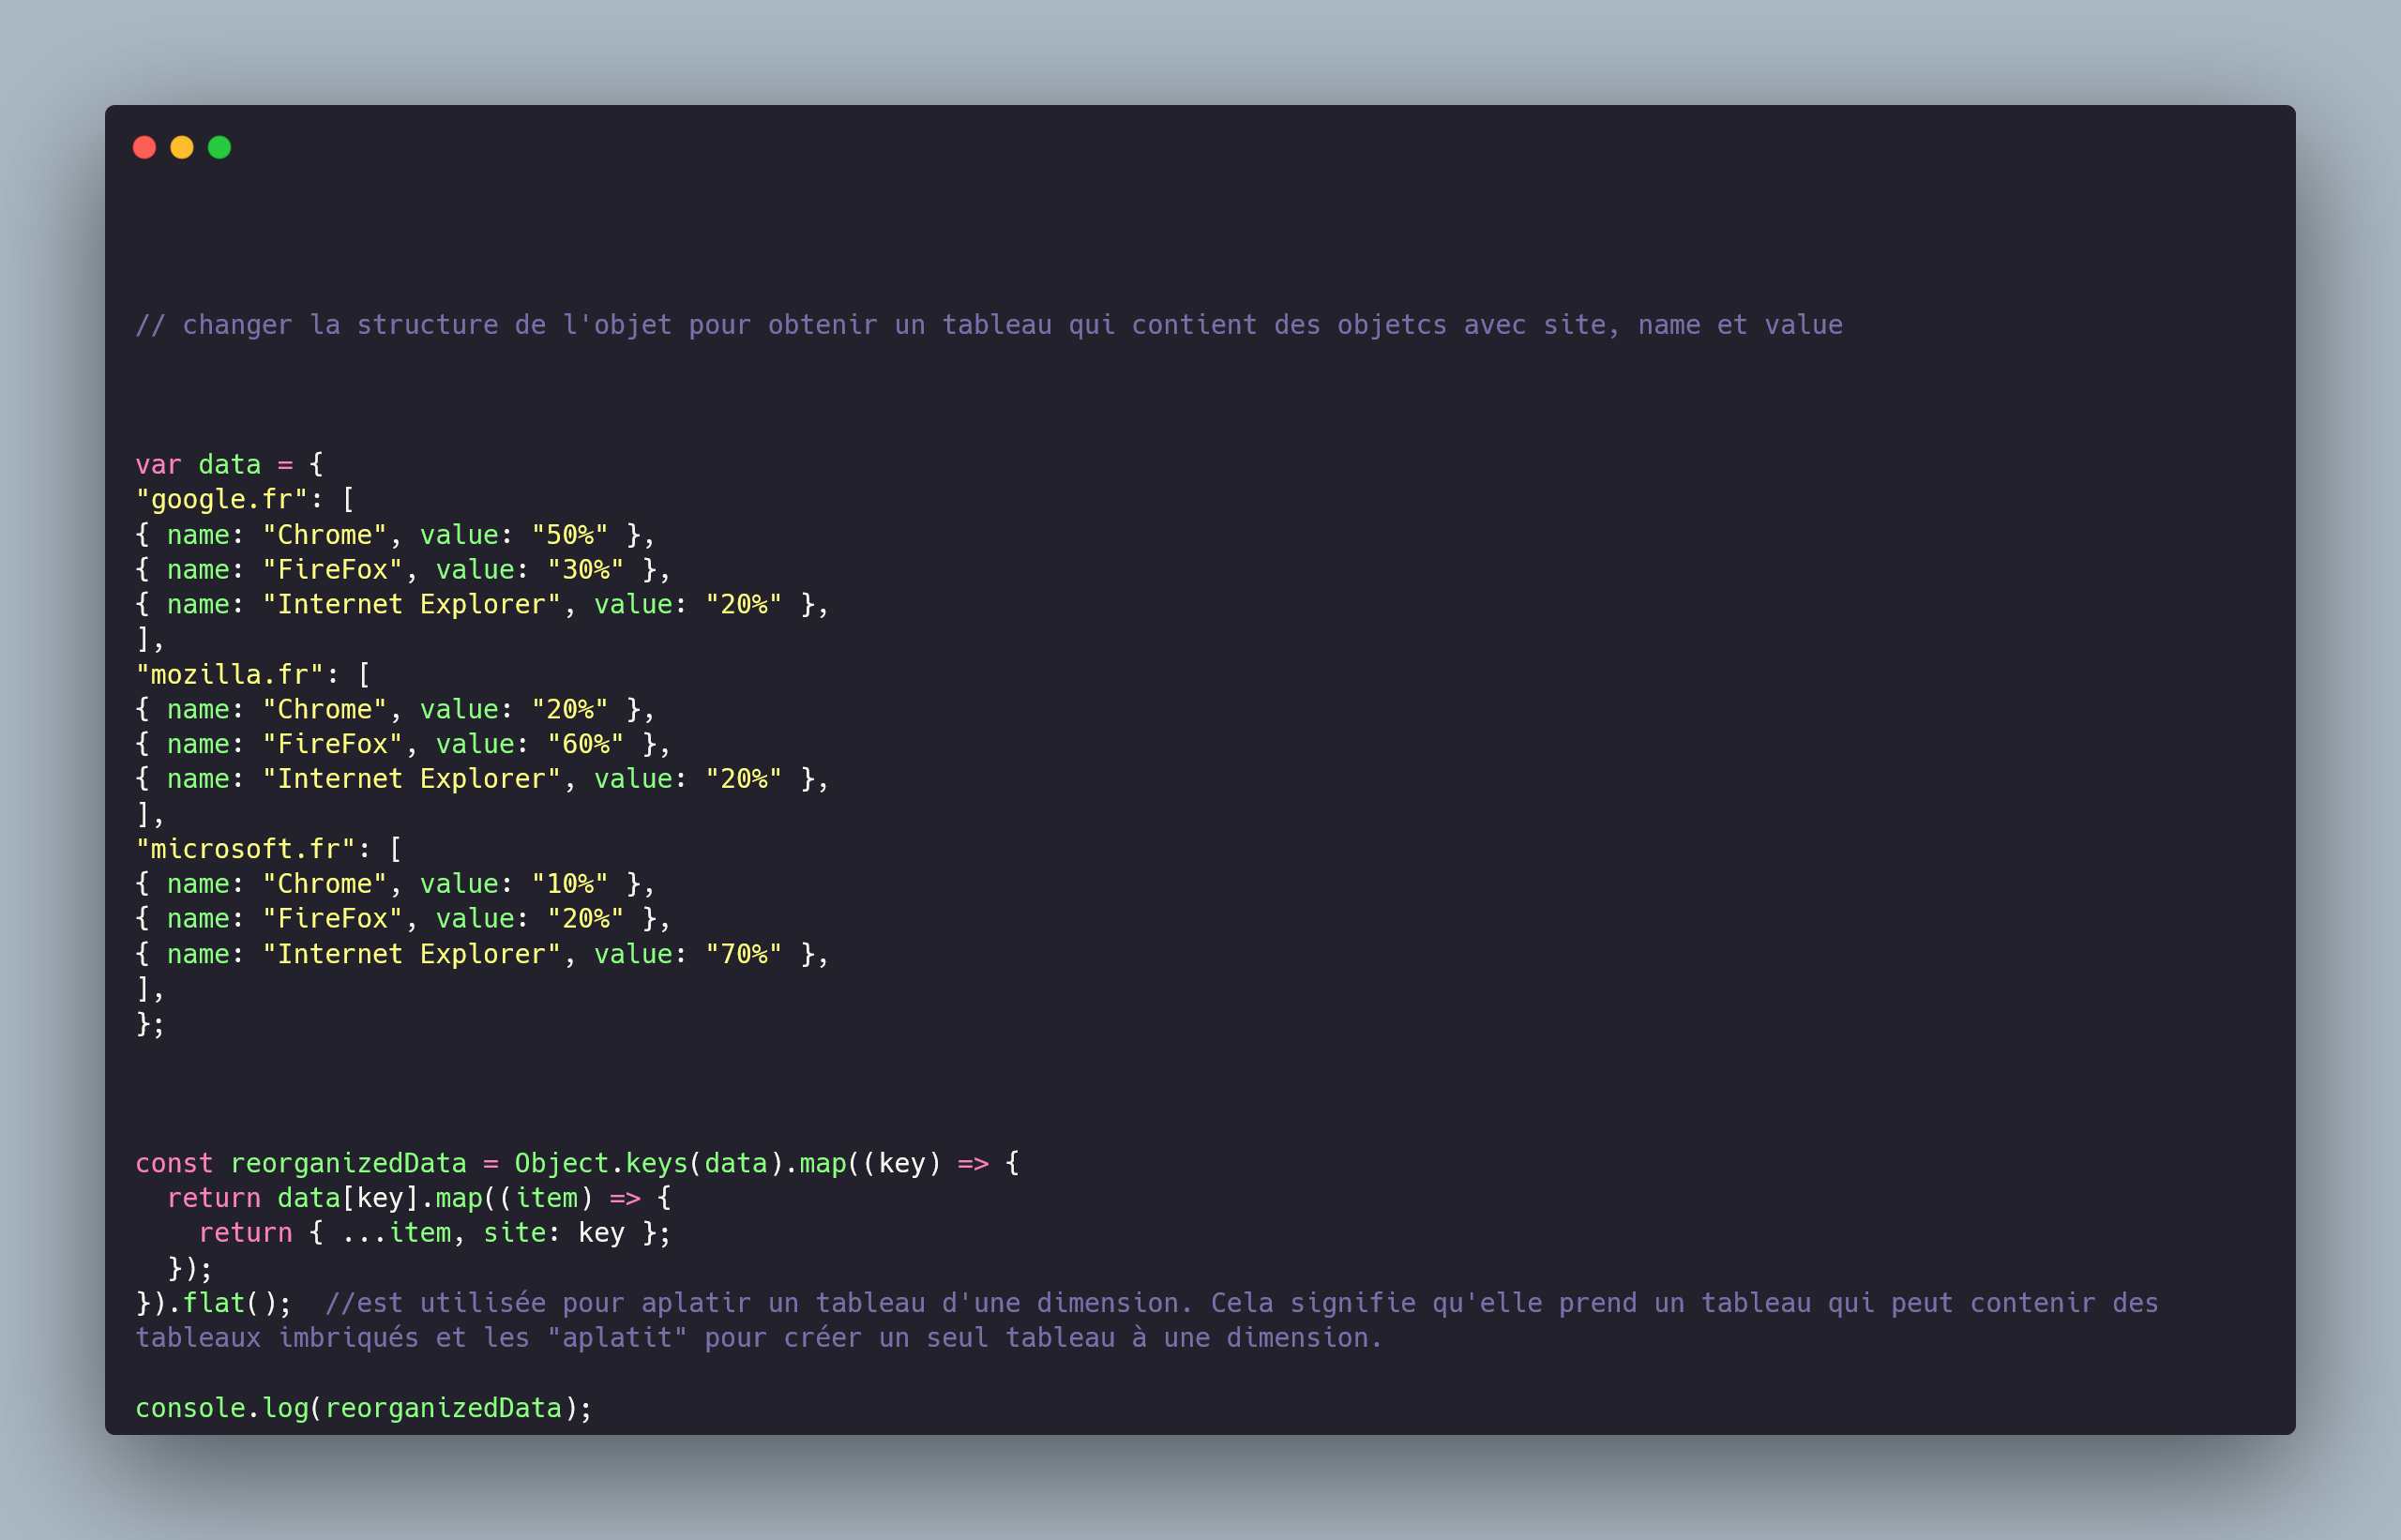 // changer la structure de l'objet pour obtenir un tableau qui contient des objetcs avec site, name et value
var data = {
"google.fr": [
{ name: "Chrome", value: "50%" },
{ name: "FireFox", value: "30%" },
{ name: "Internet Explorer", value: "20%" },
],
"mozilla.fr": [
{ name: "Chrome", value: "20%" },
{ name: "FireFox", value: "60%" },
{ name: "Internet Explorer", value: "20%" },
],
"microsoft.fr": [
{ name: "Chrome", value: "10%" },
{ name: "FireFox", value: "20%" },
{ name: "Internet Explorer", value: "70%" },
],
};
const reorganizedData = Object.keys(data).map((key) => {
  return data[key].map((item) => {
    return { ...item, site: key };
  });
}).flat();  //est utilisée pour aplatir un tableau d'une dimension. Cela signifie qu'elle prend un tableau qui peut contenir des
tableaux imbriqués et les "aplatit" pour créer un seul tableau à une dimension.
console.log(reorganizedData);